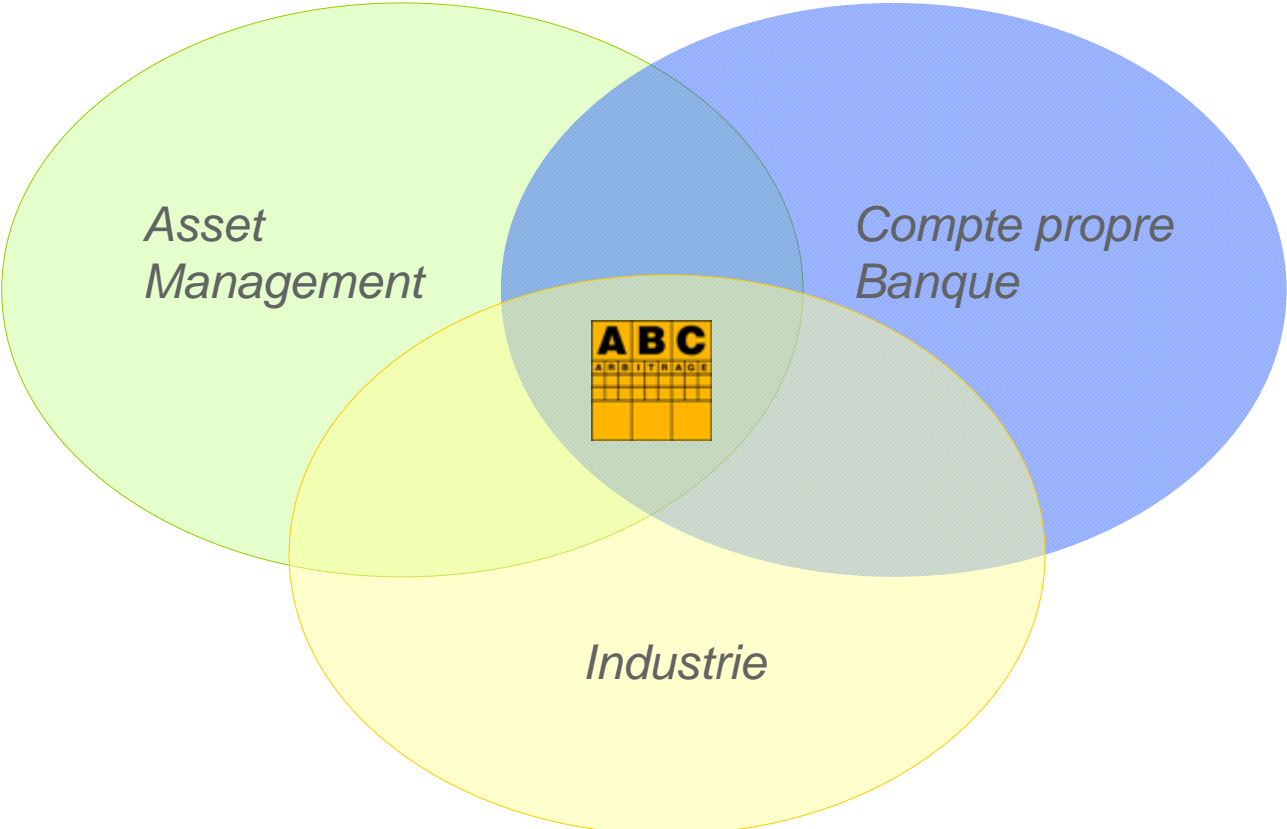 Asset
Management
Compte propre
Banque
ABC
ARBITRAGE
Industrie